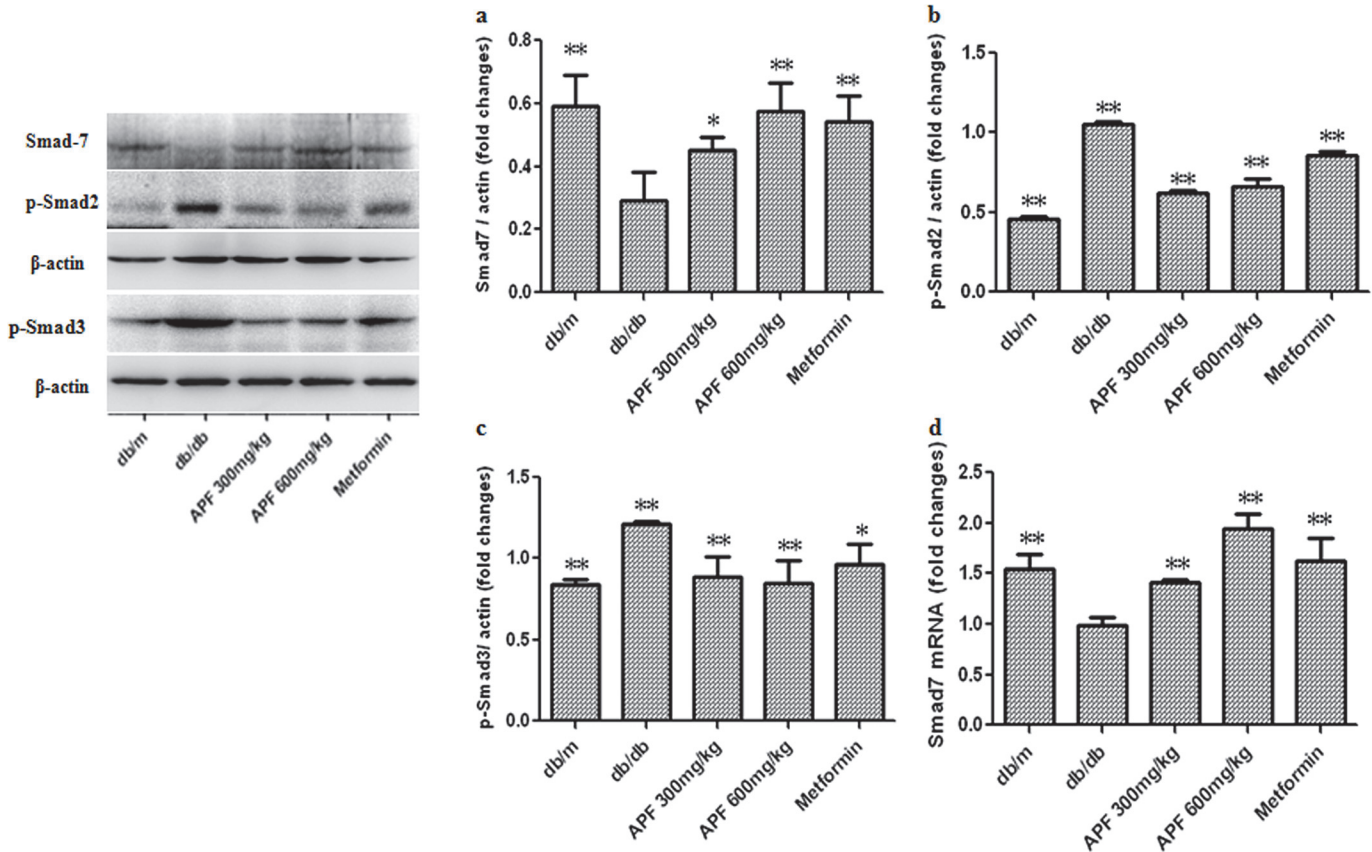 Smad-7
p-Smad2
β-actin
p-Smad3
β-actin
db/m
db/db
APF 300mg/kg
APF 600mg/kg
Metformin
a
Smad7 / actin (fold changes)
0.8
0.6
0.4
0.2
0.0
**
*
**
**
db/m
db/db
APF 300mg/kg
APF 600mg/kg
Metformin
b
p-Smad2 / actin (fold changes)
1.5
1.0
0.5
0.0
**
**
**
**
**
db/m
db/db
APF 300mg/kg
APF 600mg/kg
Metformin
c
p-Smad3/ actin (fold changes)
1.5
1.0
0.5
0.0
**
**
**
**
*
db/m
db/db
APF 300mg/kg
APF 600mg/kg
Metformin
d
Smad7 mRNA (fold changes)
2.5
2.0
1.5
1.0
0.5
0.0
**
**
**
**
db/m
db/db
APF 300mg/kg
APF 600mg/kg
Metformin